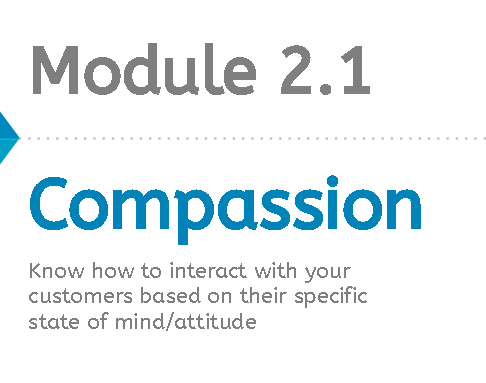 Module 2.1
Compassion
Know how to interact with your
customers based on their specific
state of mind/attitude